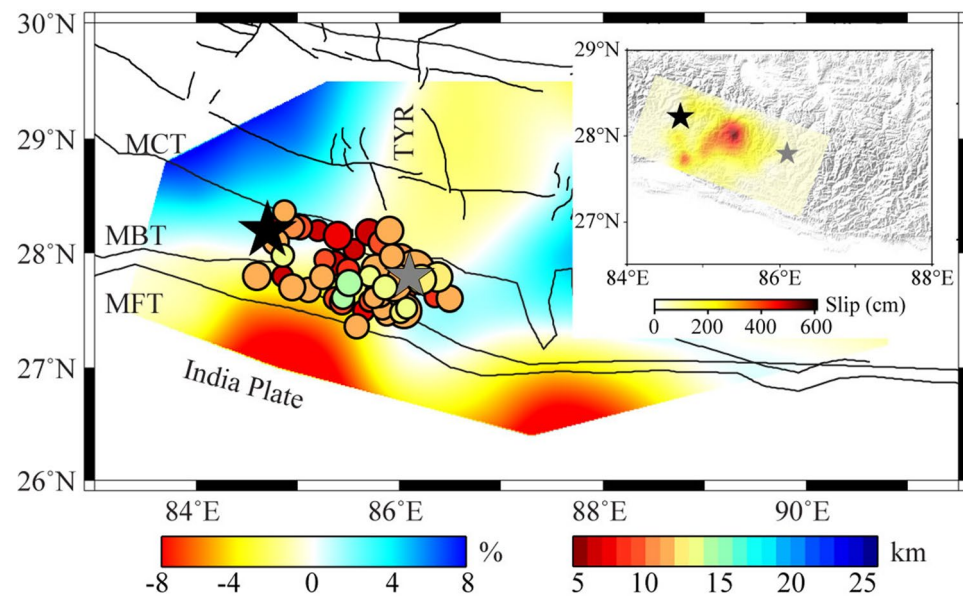 30˚N
29˚N
28˚N
27˚N
26˚N
84˚E
86˚E
88˚E
90˚E
MCT
MBT
MFT
TYR
India Plate
29˚N
28˚N
27˚N
84˚E
86˚E
88˚E
0 200 400 600 Slip (cm)
-8 -4 0 4 8 %
5 10 15 20 25 km